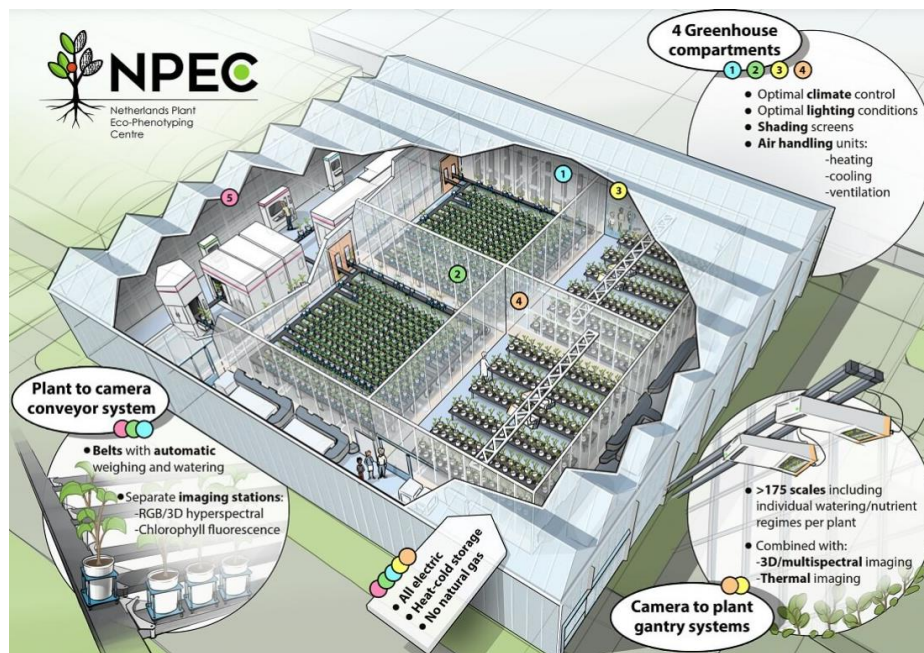 NPEC
Netherlands Plant
Eco-Phenotyping
Centre
4 Greenhouse
compartments
1 2 3 4
● Optimal climate control
● Optimal lighting conditions
● Shading screens
● Air handling units:
-heating
-cooling
-ventilation
1
3
5
2
4
Plant to camera
conveyor system
● Belts with automatic
weighing and watering
● Separate imaging stations:
-RGB/3D hyperspectral
-Chlorophyll fluorescence
● All electric
● Heat-cold storage
● No natural gas
● >175 scales including
individual watering/nutrient
regimes per plant
● Combined with:
-3D/multispectral imaging
-Thermal imaging
Camera to plant
gantry systems